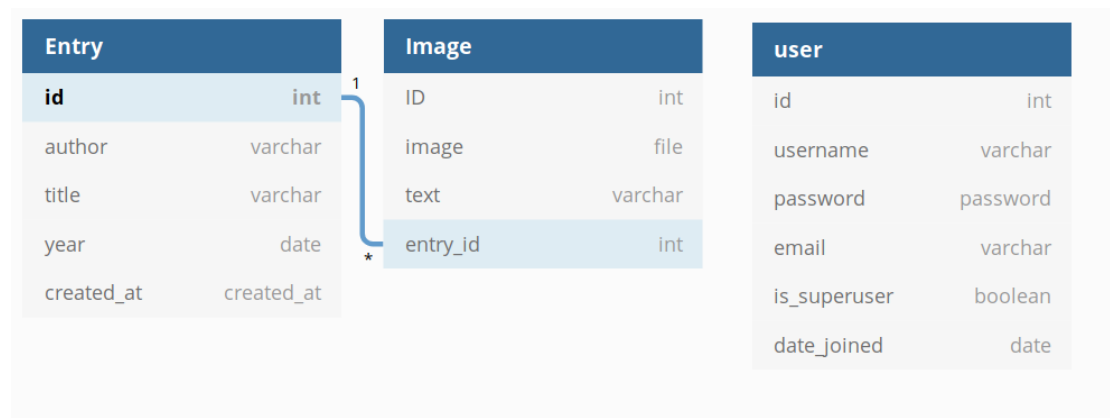 Entry
id int
author varchar
title varchar
year date
created_at created_at
1
*
Image
ID int
image file
text varchar
entry_id int
user
id int
username varchar
password password
email varchar
is_superuser boolean
date_joined date